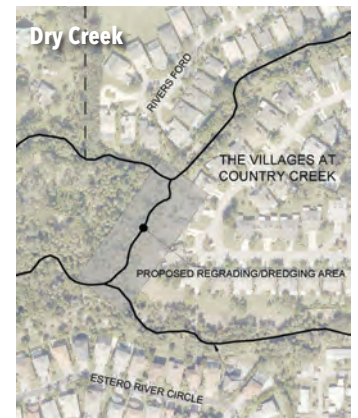 Dry Creek
RIVERS FORD
THE VILLAGES AT
COUNTRY CREEK
PROPOSED REGRADING/DREDGING AREA
ESTERO RIVER CIRCLE